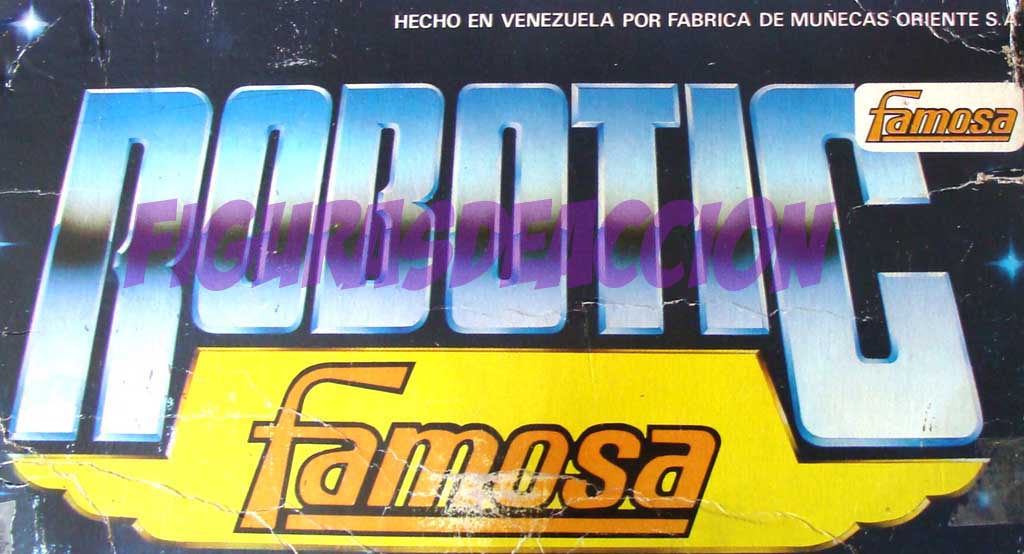 HECHO EN VENEZUELA POR FABRICA DE MUÑECAS ORIENTE S.A.
ROBOTIC
famosa
FIGURASDEACCION
famosa